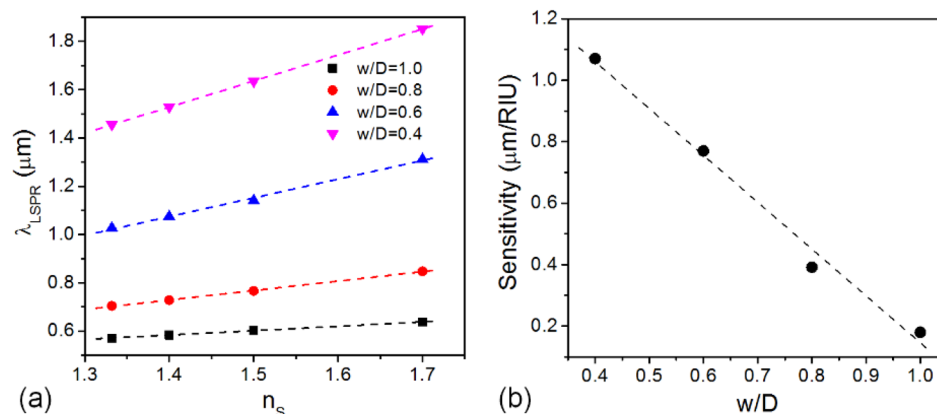 1.8
1.6
1.4
1.2
1.0
0.8
0.6
λLSPR (μm)
w/D=1.0
w/D=0.8
w/D=0.6
w/D=0.4
1.3 1.4 1.5 1.6 1.7
(a) nS
1.2
1.0
0.8
0.6
0.4
0.2
Sensitivity (μm/RIU)
0.4 0.5 0.6 0.7 0.8 0.9 1.0
(b) w/D